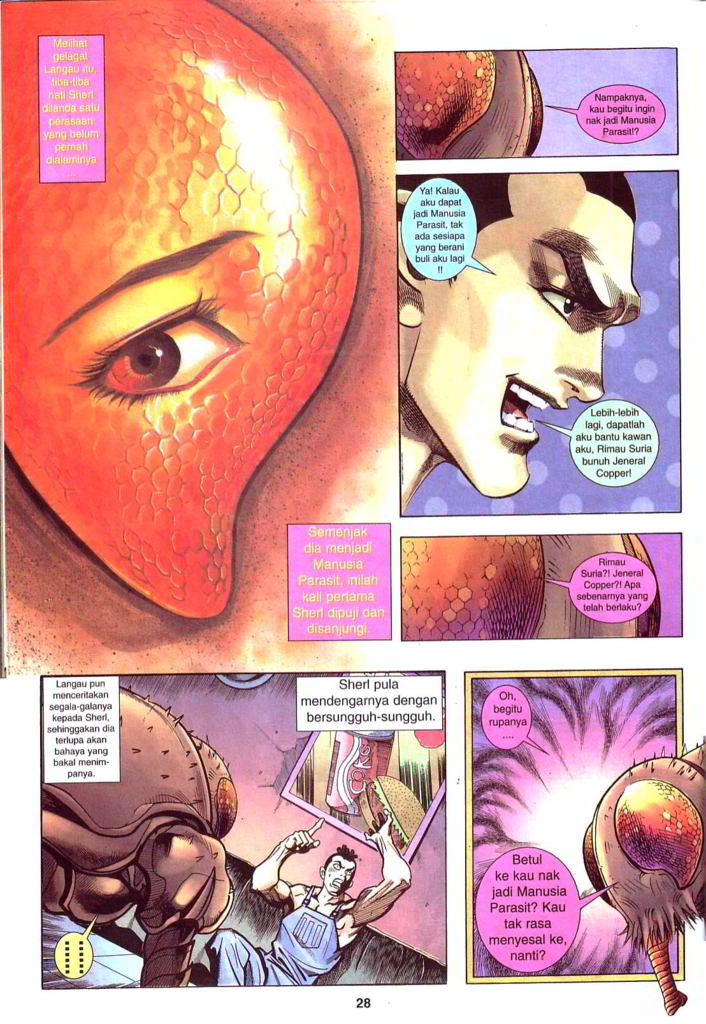 Melihat
gelagat
Langau itu,
tiba-tiba
hati Sherl
dilanda satu
perasaan
yang belum
pernah
dialaminya
....
Nampaknya,
kau begitu ingin
nak jadi Manusia
Parasit!?
Ya! Kalau
aku dapat
jadi Manusia
Parasit, tak
ada sesiapa
yang berani
buli aku lagi
!!
Lebih-lebih
lagi, dapatlah
aku bantu kawan
aku, Rimau Suria
bunuh Jeneral
Copper!
Semenjak
dia menjadi
Manusia
Parasit, inilah
kali pertama
Sherl dipuji dan
disanjungi.
Rimau
Suria?! Jeneral
Copper?! Apa
sebenarnya yang
telah berlaku?
Langau pun
menceritakan
segala-galanya
kepada Sherl,
sehinggakan dia
terlupa akan
bahaya yang
bakal menim-
panya.
Sherl pula
mendengarnya dengan
bersungguh-sungguh.
Oh,
begitu
rupanya
....
Betul
ke kau nak
jadi Manusia
Parasit? Kau
tak rasa
menyesal ke,
nanti?
28